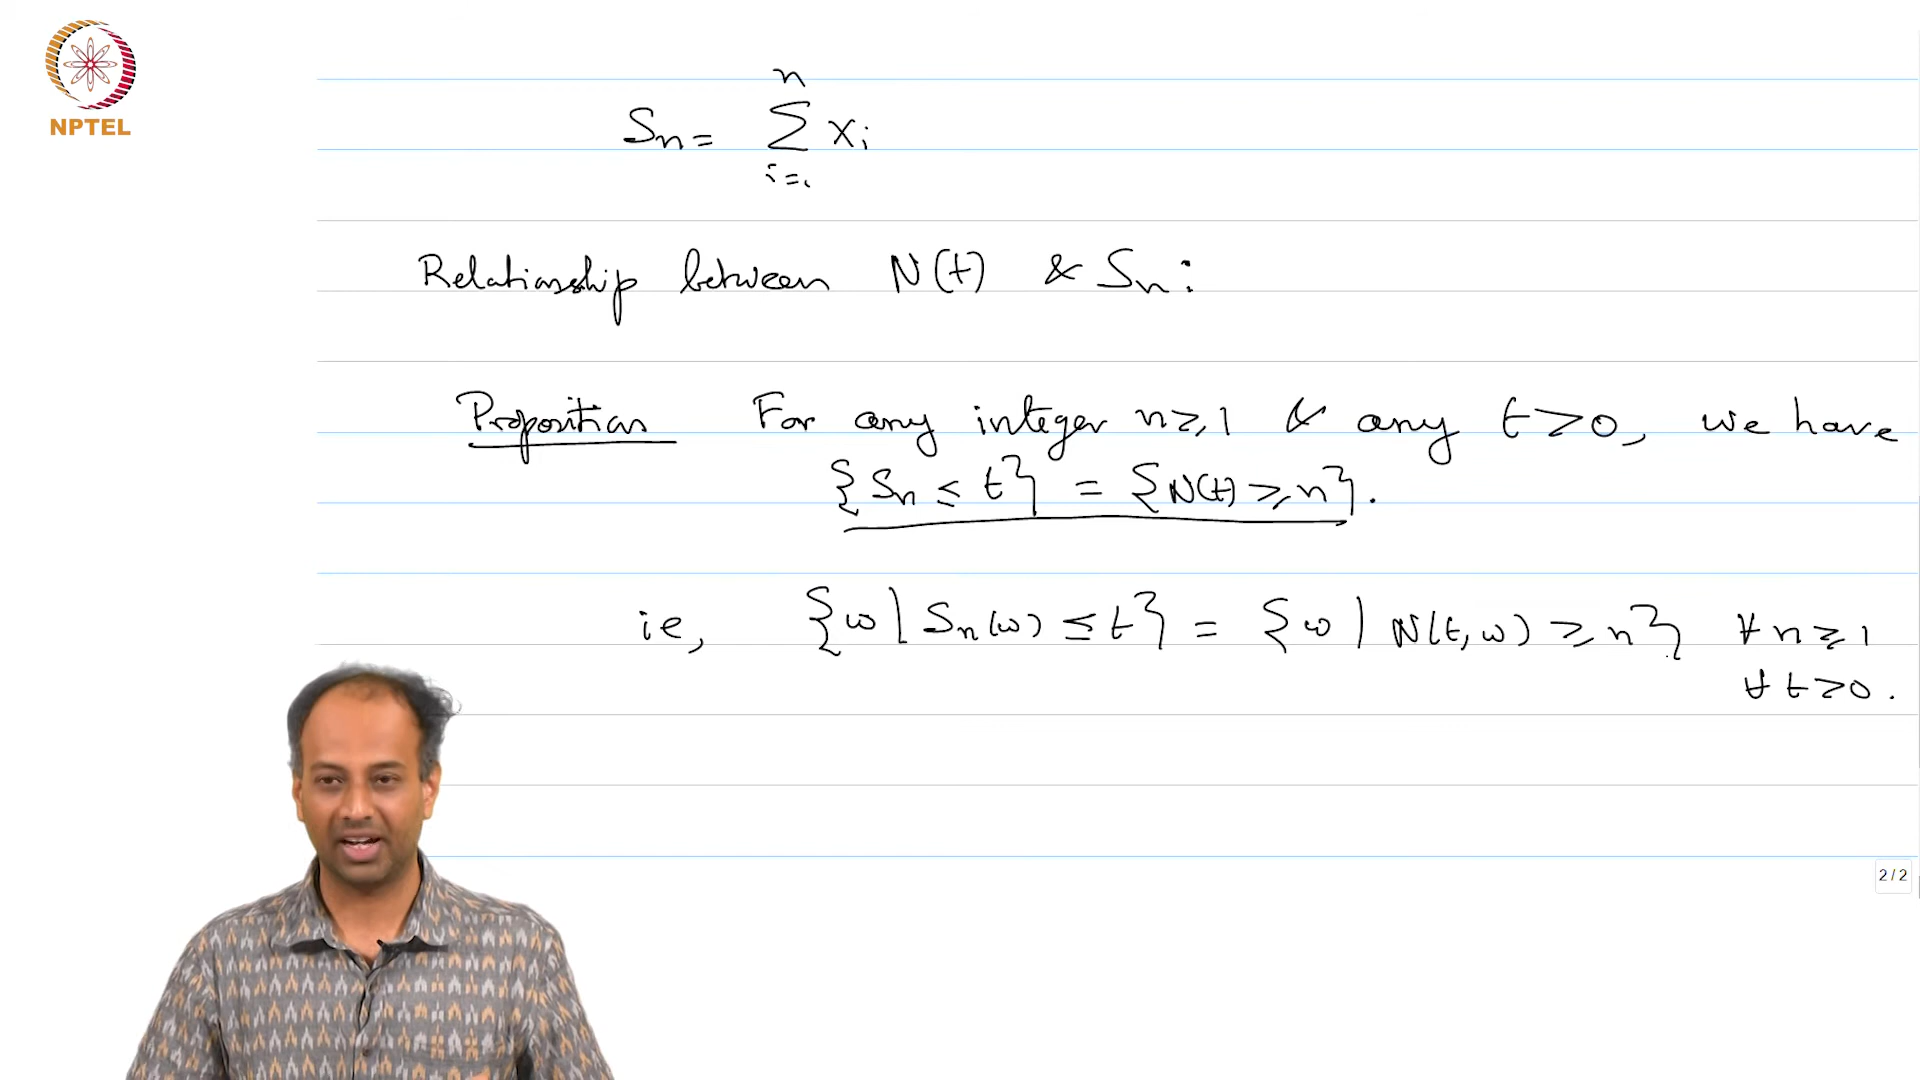 NPTEL
n
Sn = Σ Xi
i=1
Relationship between N(t) & Sn :
Proposition For any integer n ≥ 1 & any t > 0, we have
{Sn ≤ t} = {N(t) ≥ n}.
ie, {ω | Sn(ω) ≤ t} = {ω | N(t, ω) ≥ n} ∀ n ≥ 1
∀ t > 0.
2 / 2